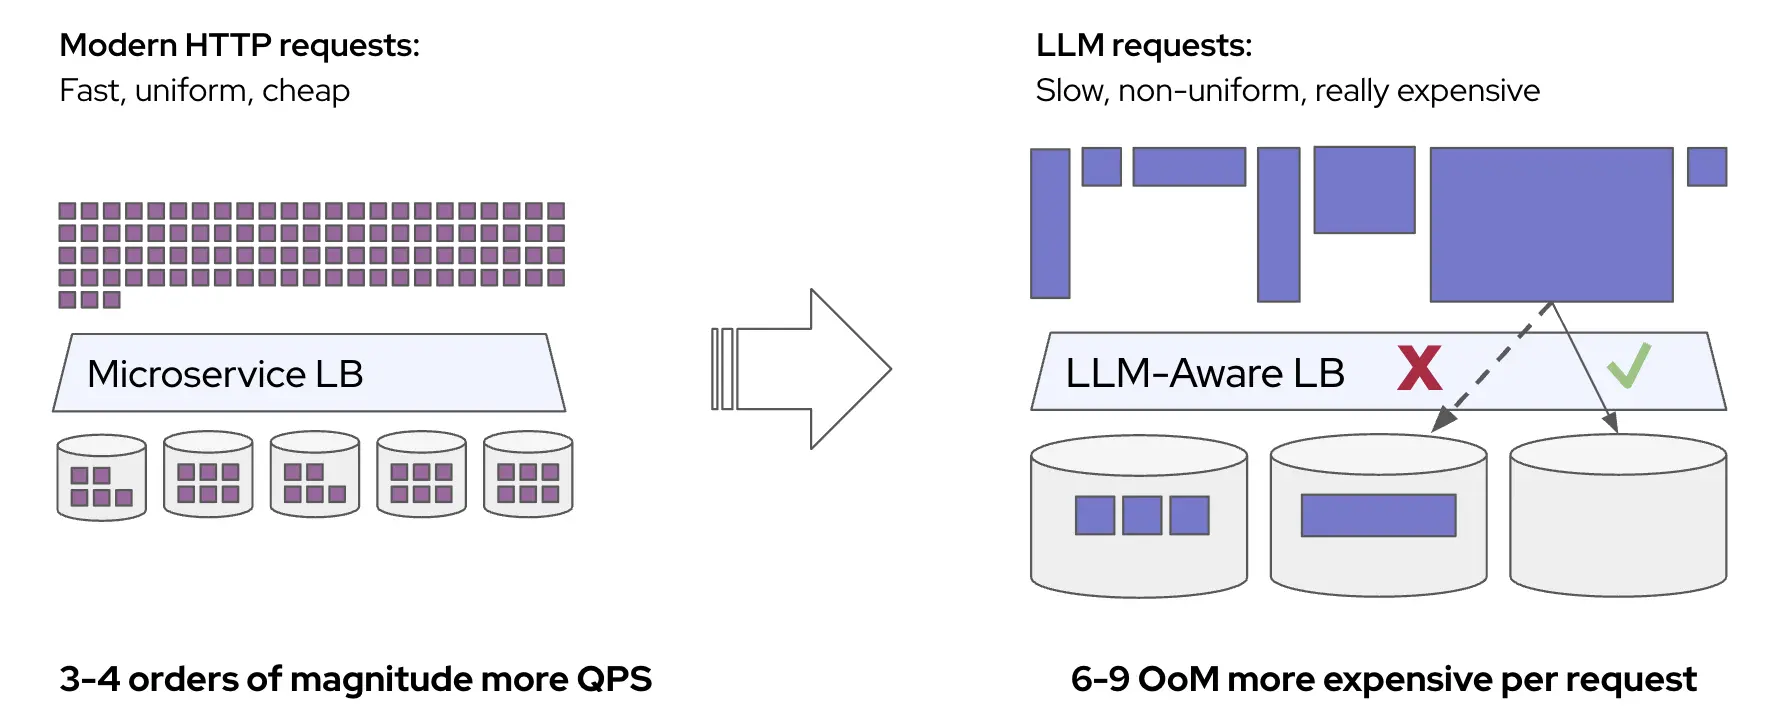 Modern HTTP requests:
Fast, uniform, cheap
Microservice LB
3-4 orders of magnitude more QPS
LLM requests:
Slow, non-uniform, really expensive
LLM-Aware LB
6-9 OoM more expensive per request